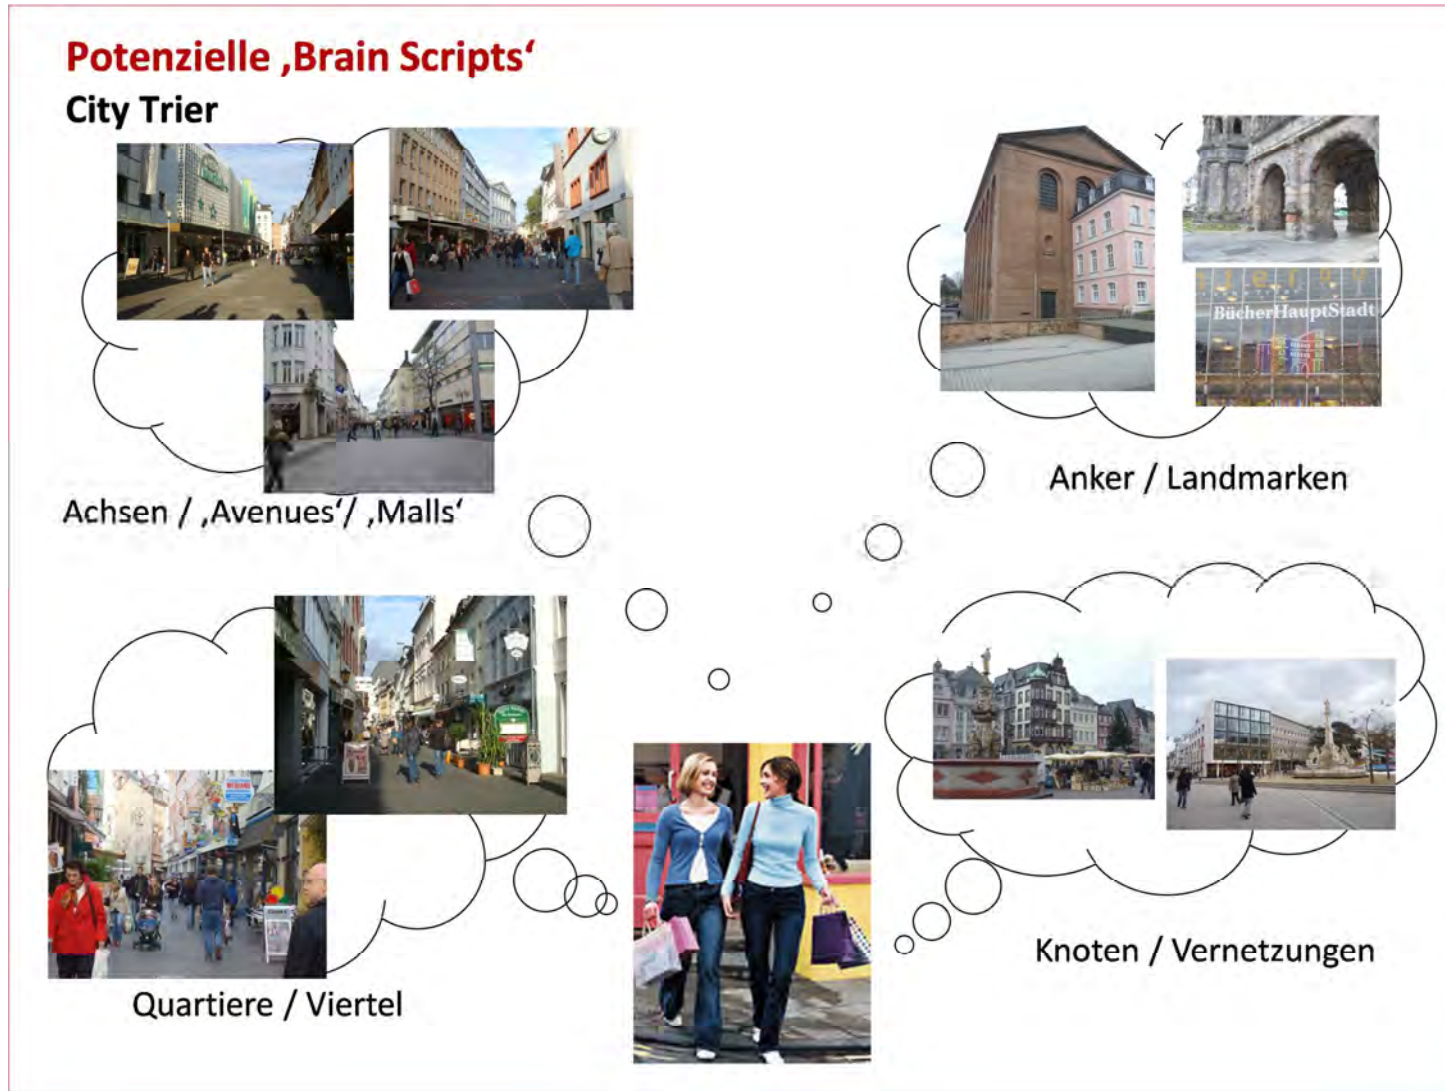 Potenzielle ‚Brain Scripts‘
City Trier
BücherHauptStadt
Achsen / ‚Avenues‘/ ‚Malls‘
Anker / Landmarken
Quartiere / Viertel
Knoten / Vernetzungen